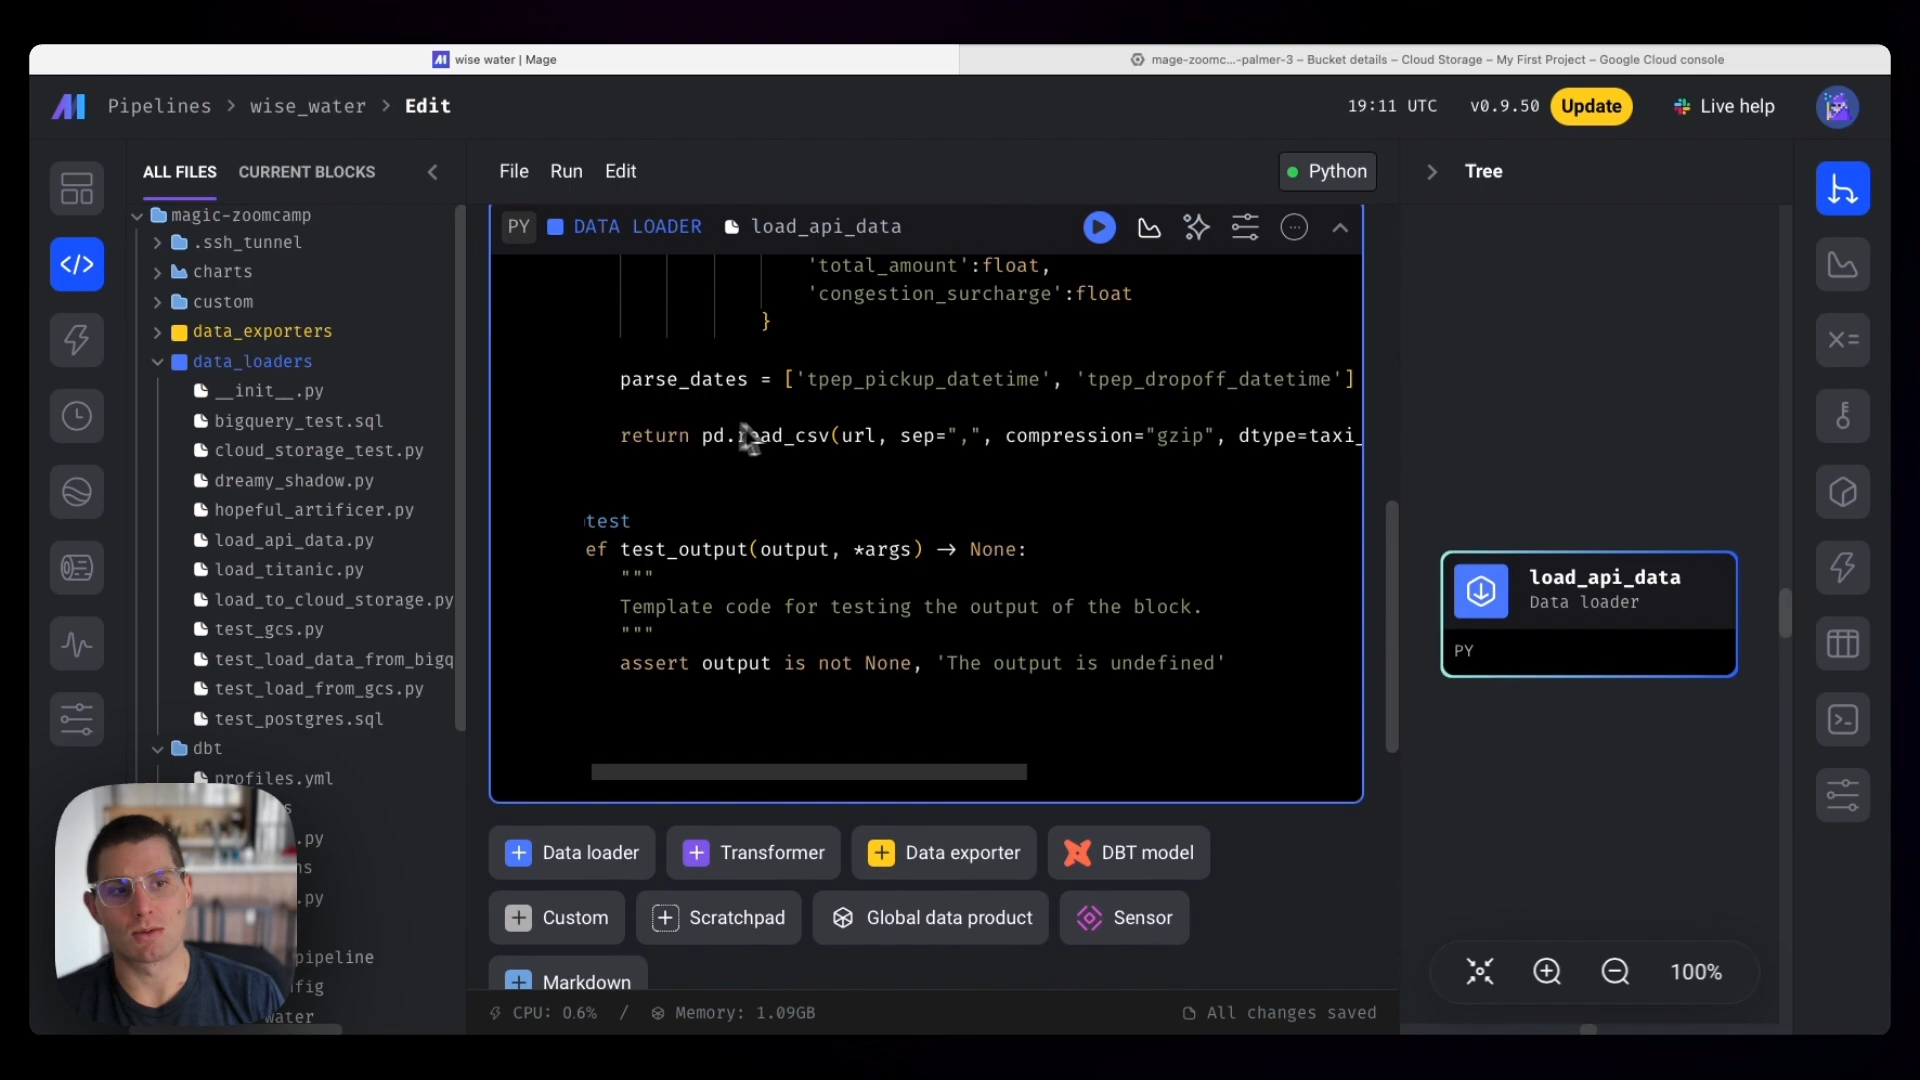 wise water | Mage
mage-zoomc...-palmer-3 – Bucket details – Cloud Storage – My First Project – Google Cloud console
Pipelines > wise_water > Edit
19:11 UTC
v0.9.50
Update
Live help
ALL FILES
CURRENT BLOCKS
File
Run
Edit
Python
Tree
magic-zoomcamp
.ssh_tunnel
charts
custom
data_exporters
data_loaders
__init__.py
bigquery_test.sql
cloud_storage_test.py
dreamy_shadow.py
hopeful_artificer.py
load_api_data.py
load_titanic.py
load_to_cloud_storage.py
test_gcs.py
test_load_data_from_bigq
test_load_from_gcs.py
test_postgres.sql
dbt
profiles.yml
s
.py
ns
.py
pipeline
nfig
water
PY DATA LOADER load_api_data
'total_amount':float,
'congestion_surcharge':float
}
parse_dates = ['tpep_pickup_datetime', 'tpep_dropoff_datetime']
return pd.read_csv(url, sep=",", compression="gzip", dtype=taxi_
test
ef test_output(output, *args) -> None:
"""
Template code for testing the output of the block.
"""
assert output is not None, 'The output is undefined'
Data loader
Transformer
Data exporter
DBT model
Custom
Scratchpad
Global data product
Sensor
Markdown
CPU: 0.6% / Memory: 1.09GB
All changes saved
load_api_data
Data loader
PY
100%